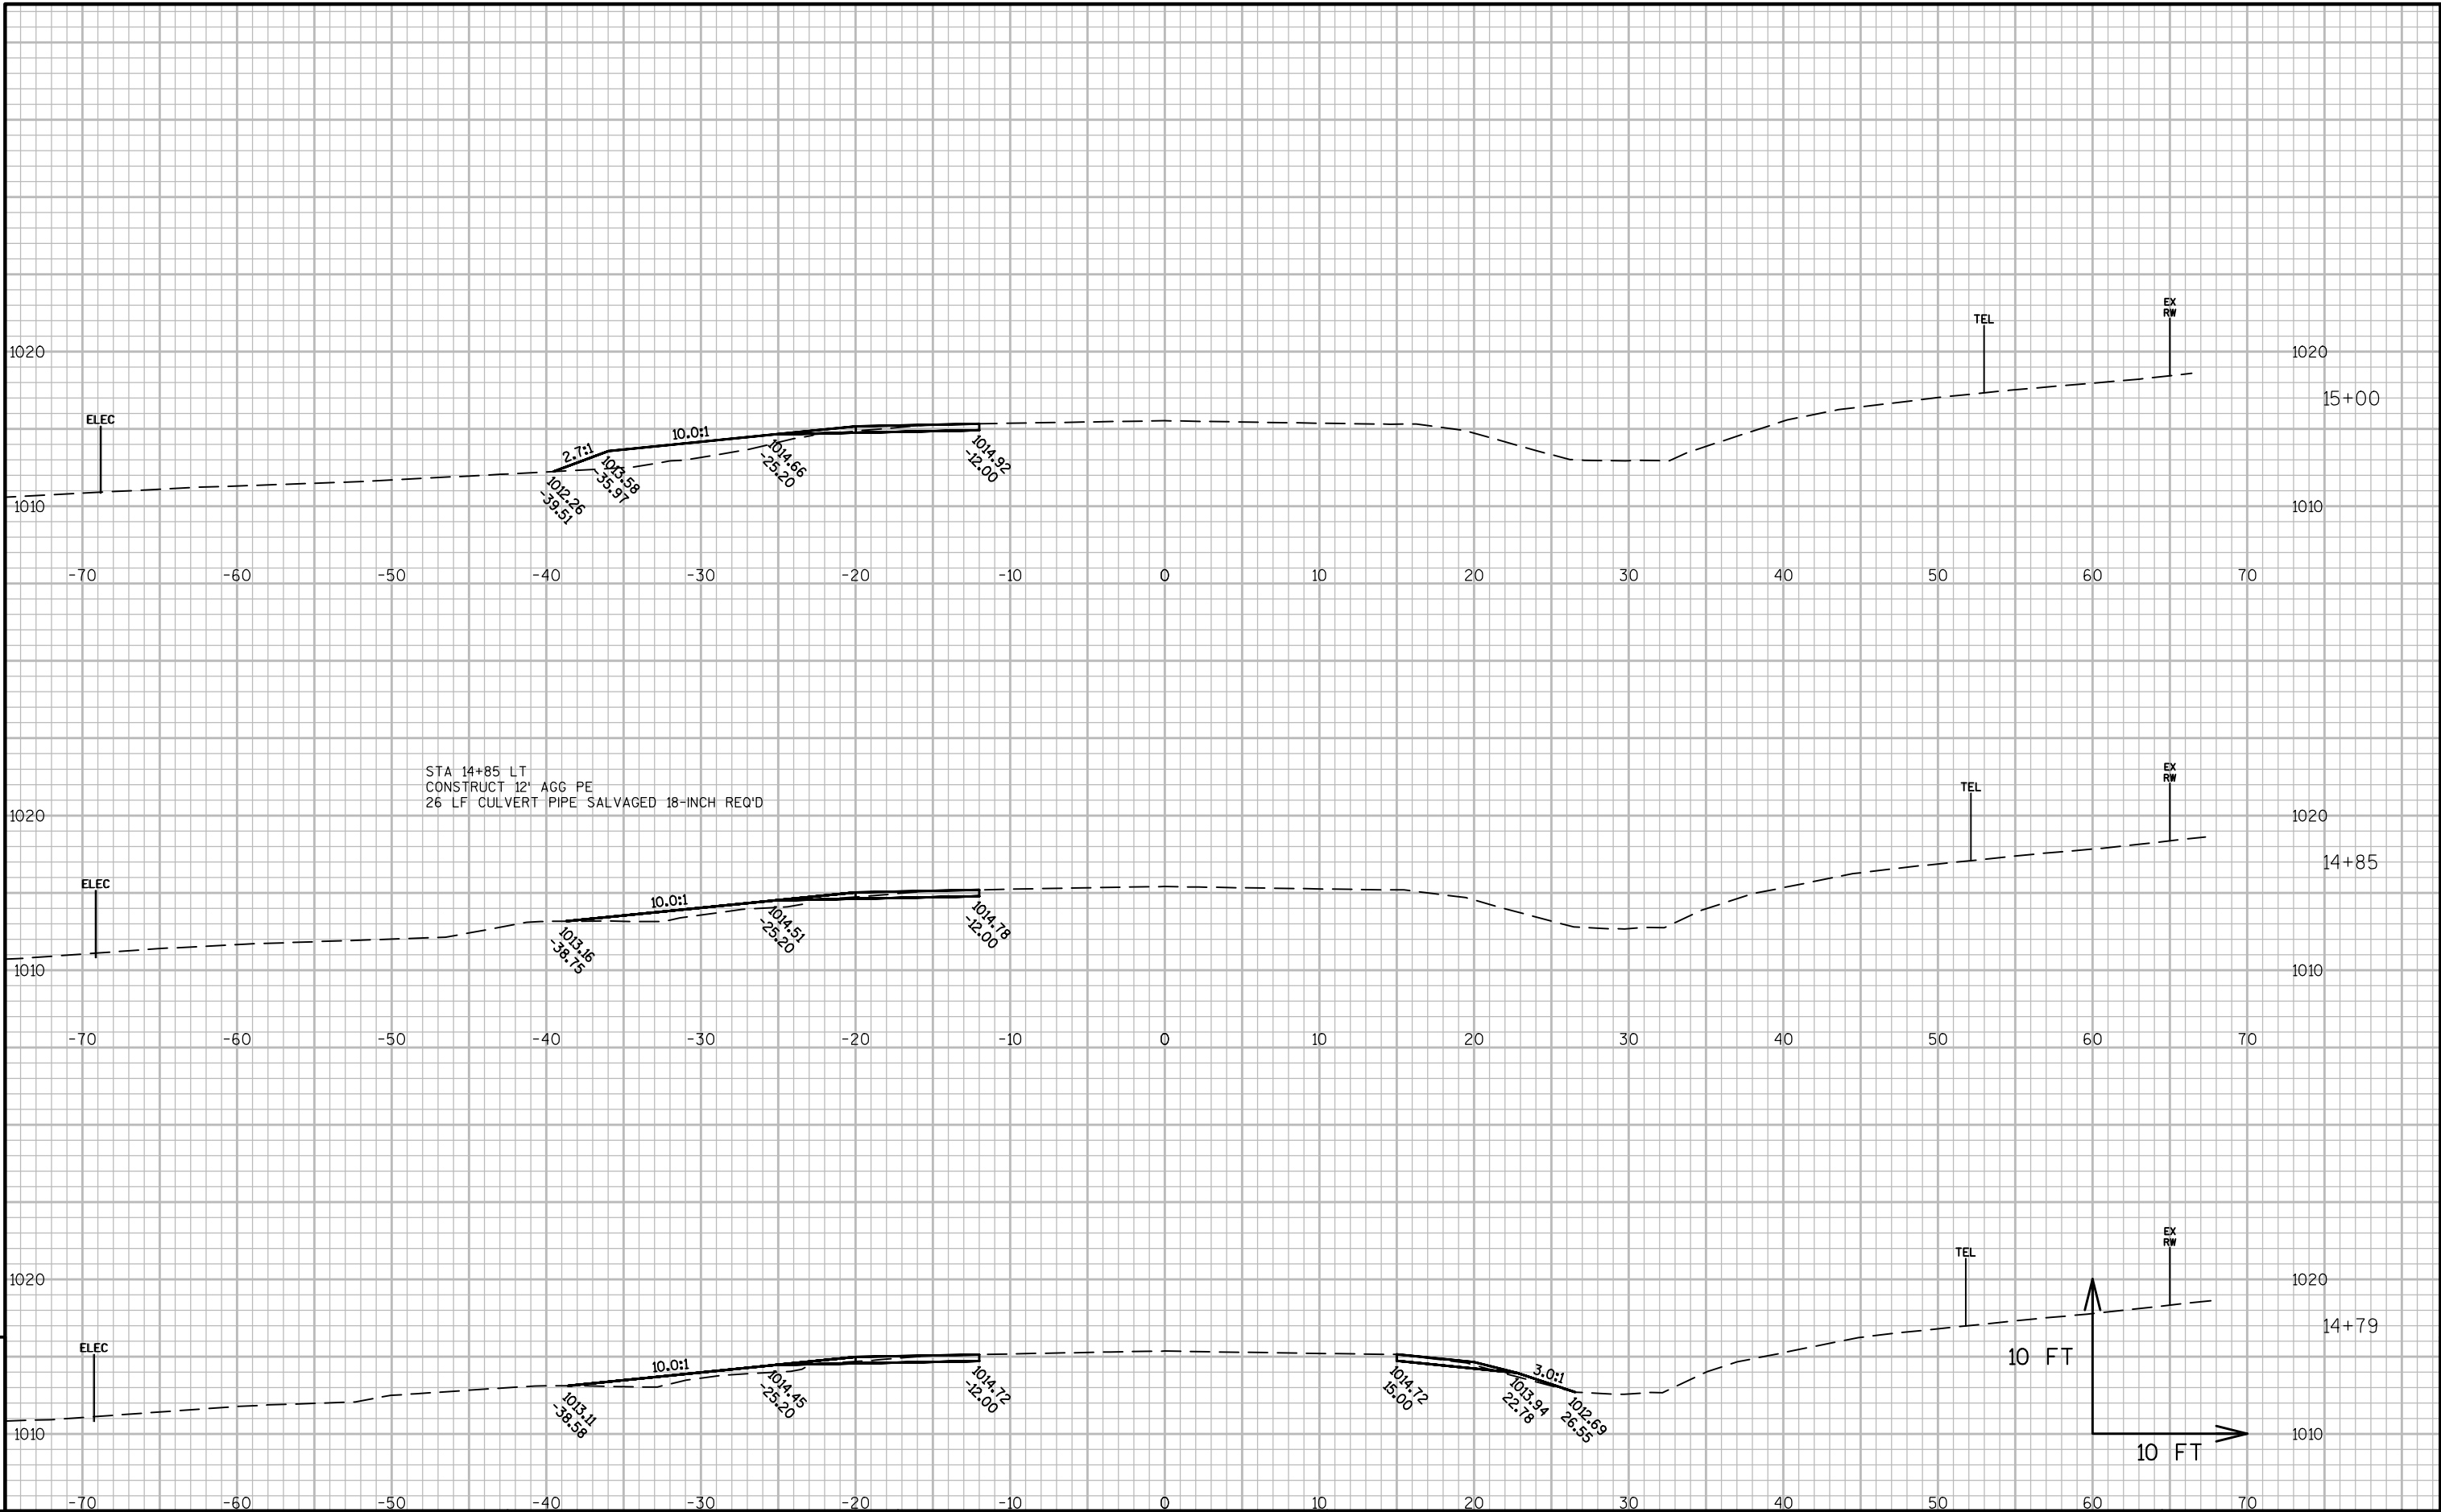 EX
RW
TEL
1020
1020
15+00
ELEC
2.7:1
10.0:1
1012.26
-39.51
1013.58
-35.97
1014.66
-25.20
1014.92
-12.00
1010
1010
-70 -60 -50 -40 -30 -20 -10 0 10 20 30 40 50 60 70
STA 14+85 LT
CONSTRUCT 12' AGG PE
26 LF CULVERT PIPE SALVAGED 18-INCH REQ'D
EX
RW
TEL
1020
1020
14+85
ELEC
10.0:1
1013.16
-38.75
1014.51
-25.20
1014.78
-12.00
1010
1010
-70 -60 -50 -40 -30 -20 -10 0 10 20 30 40 50 60 70
EX
RW
TEL
1020
1020
14+79
ELEC
10.0:1
1013.11
-38.58
1014.45
-25.20
1014.72
-12.00
1014.72
15.00
3.0:1
1013.94
22.78
1012.69
26.55
10 FT
10 FT
1010
1010
-70 -60 -50 -40 -30 -20 -10 0 10 20 30 40 50 60 70